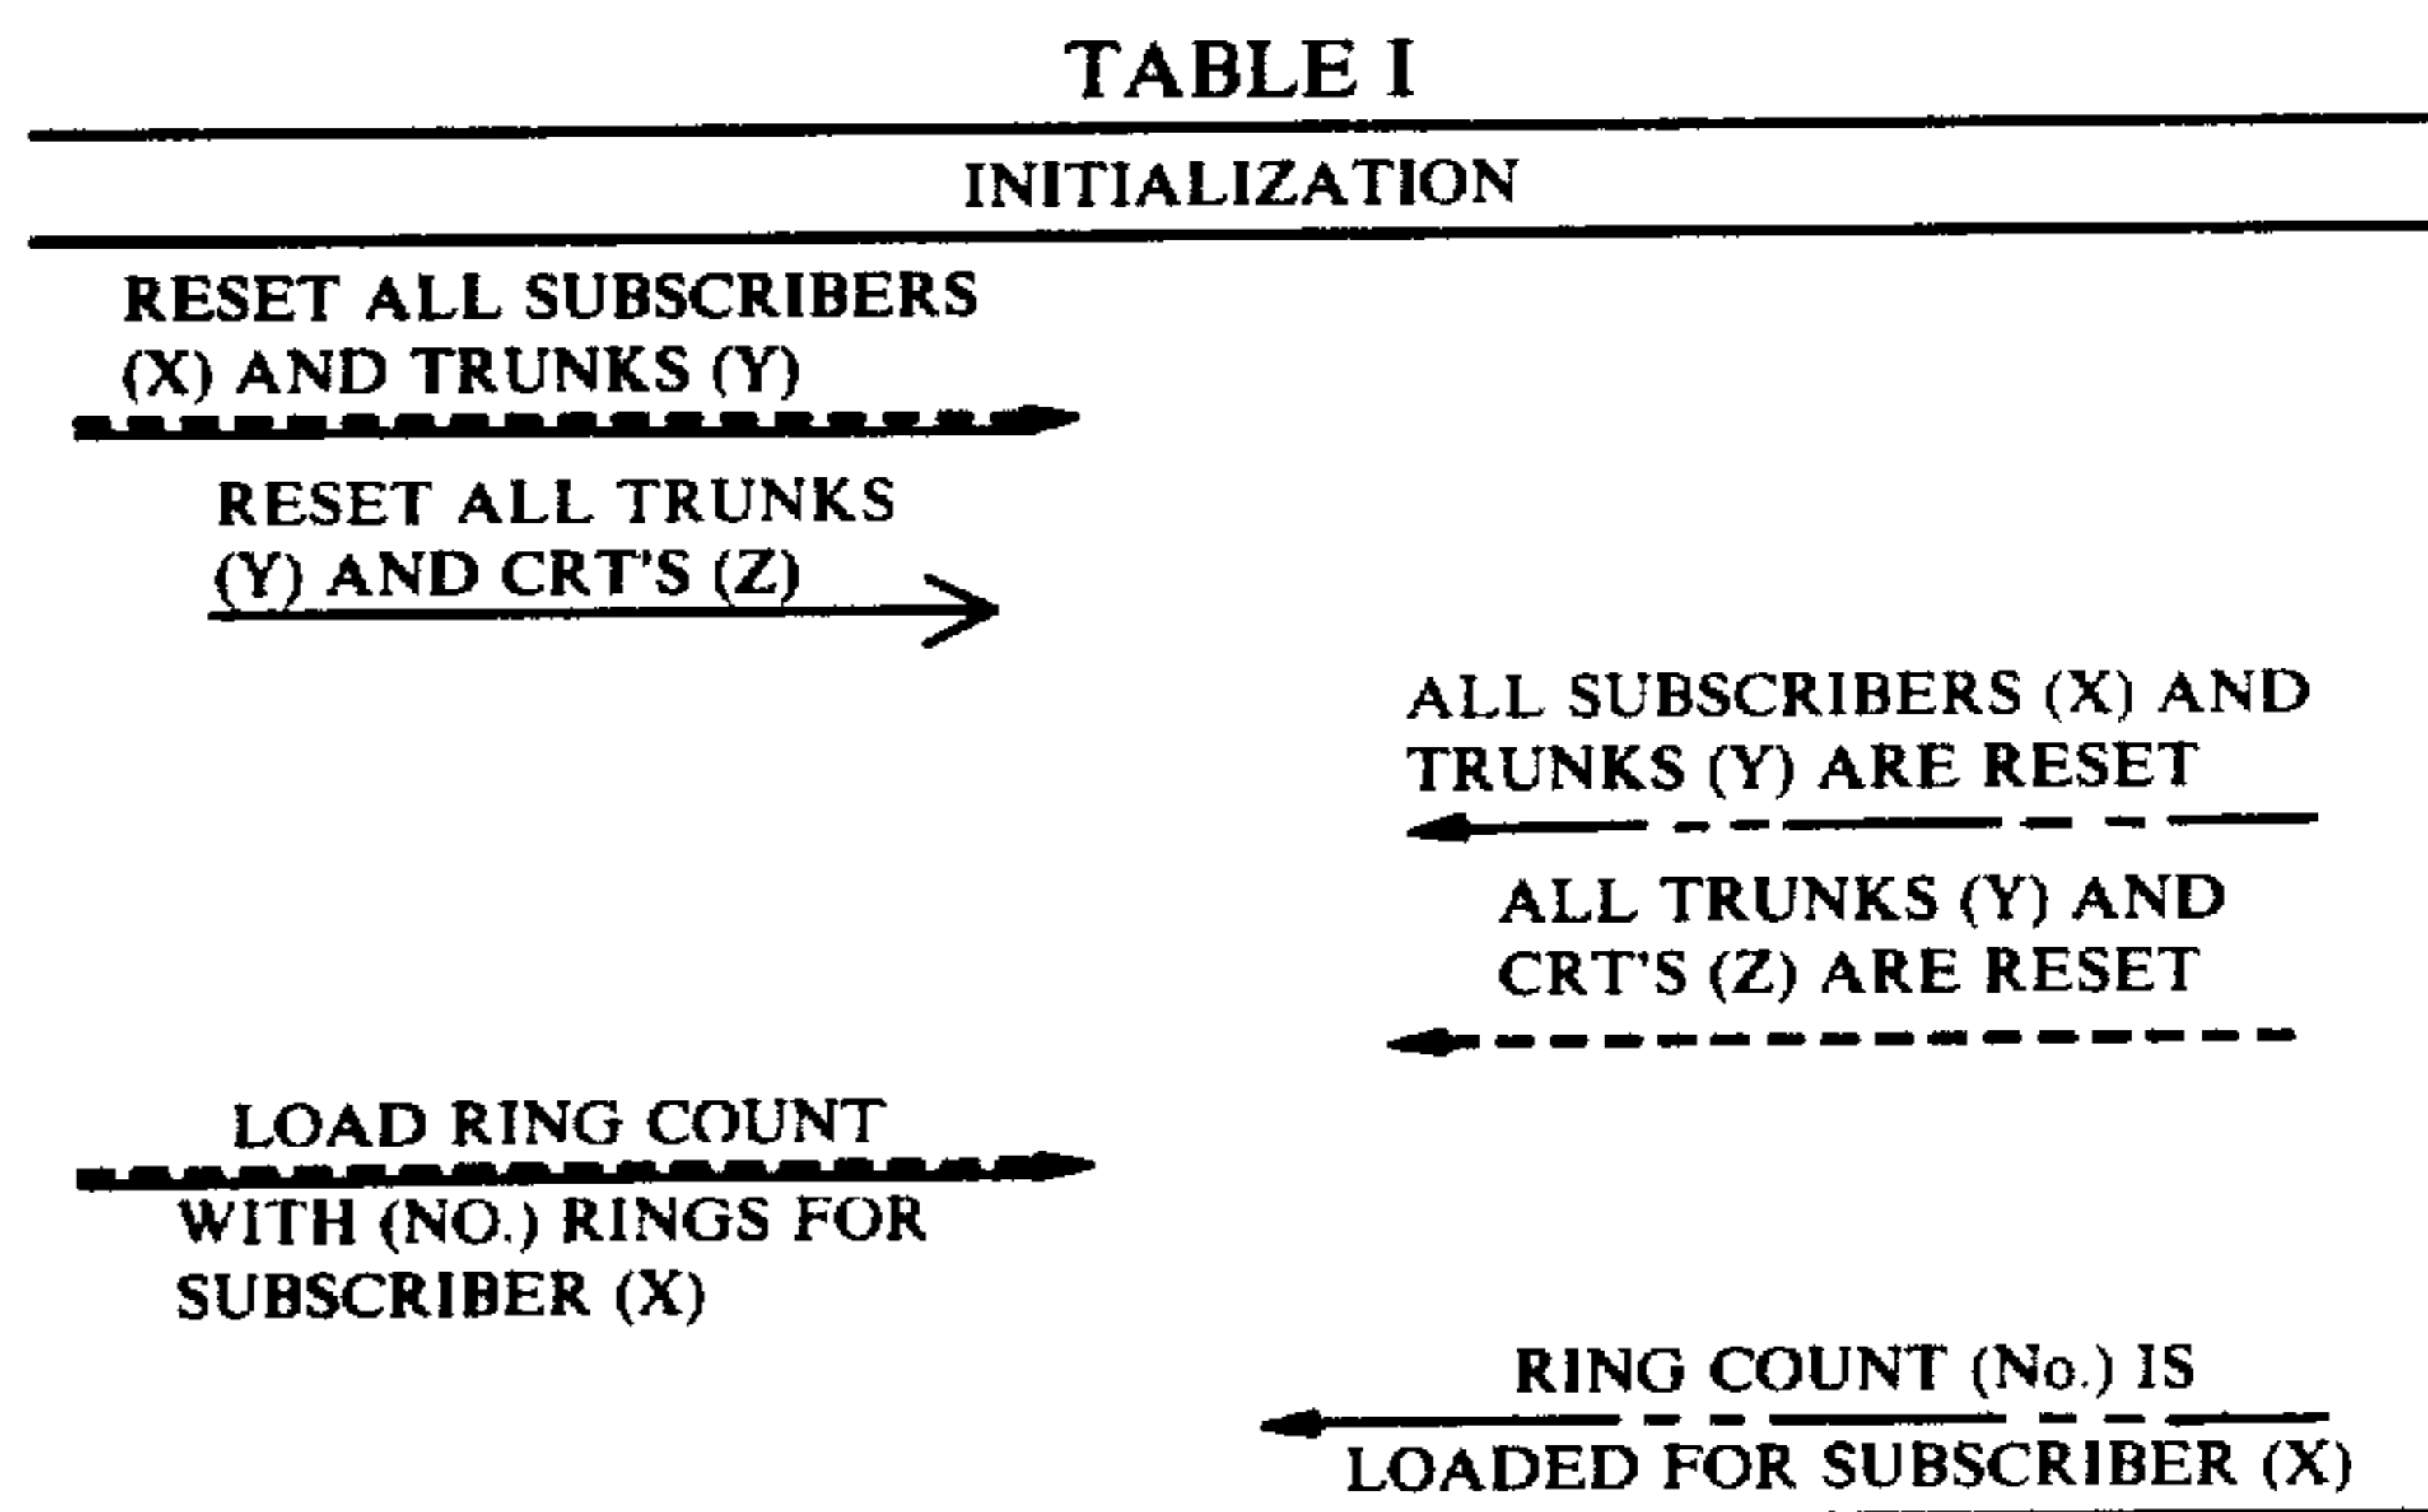 TABLE I
INITIALIZATION
RESET ALL SUBSCRIBERS
(X) AND TRUNKS (Y)
RESET ALL TRUNKS
(Y) AND CRT'S (Z)
ALL SUBSCRIBERS (X) AND
TRUNKS (Y) ARE RESET
ALL TRUNKS (Y) AND
CRT'S (Z) ARE RESET
LOAD RING COUNT
WITH (NO.) RINGS FOR
SUBSCRIBER (X)
RING COUNT (No.) IS
LOADED FOR SUBSCRIBER (X)